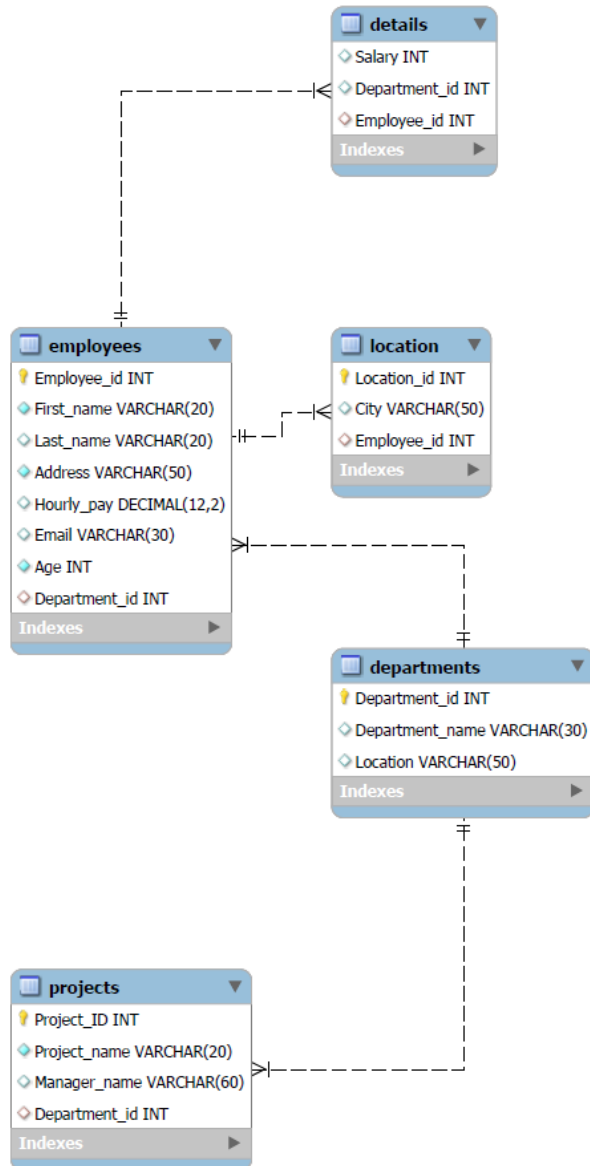 details
Salary INT
Department_id INT
Employee_id INT
Indexes
employees
Employee_id INT
First_name VARCHAR(20)
Last_name VARCHAR(20)
Address VARCHAR(50)
Hourly_pay DECIMAL(12,2)
Email VARCHAR(30)
Age INT
Department_id INT
Indexes
location
Location_id INT
City VARCHAR(50)
Employee_id INT
Indexes
departments
Department_id INT
Department_name VARCHAR(30)
Location VARCHAR(50)
Indexes
projects
Project_ID INT
Project_name VARCHAR(20)
Manager_name VARCHAR(60)
Department_id INT
Indexes